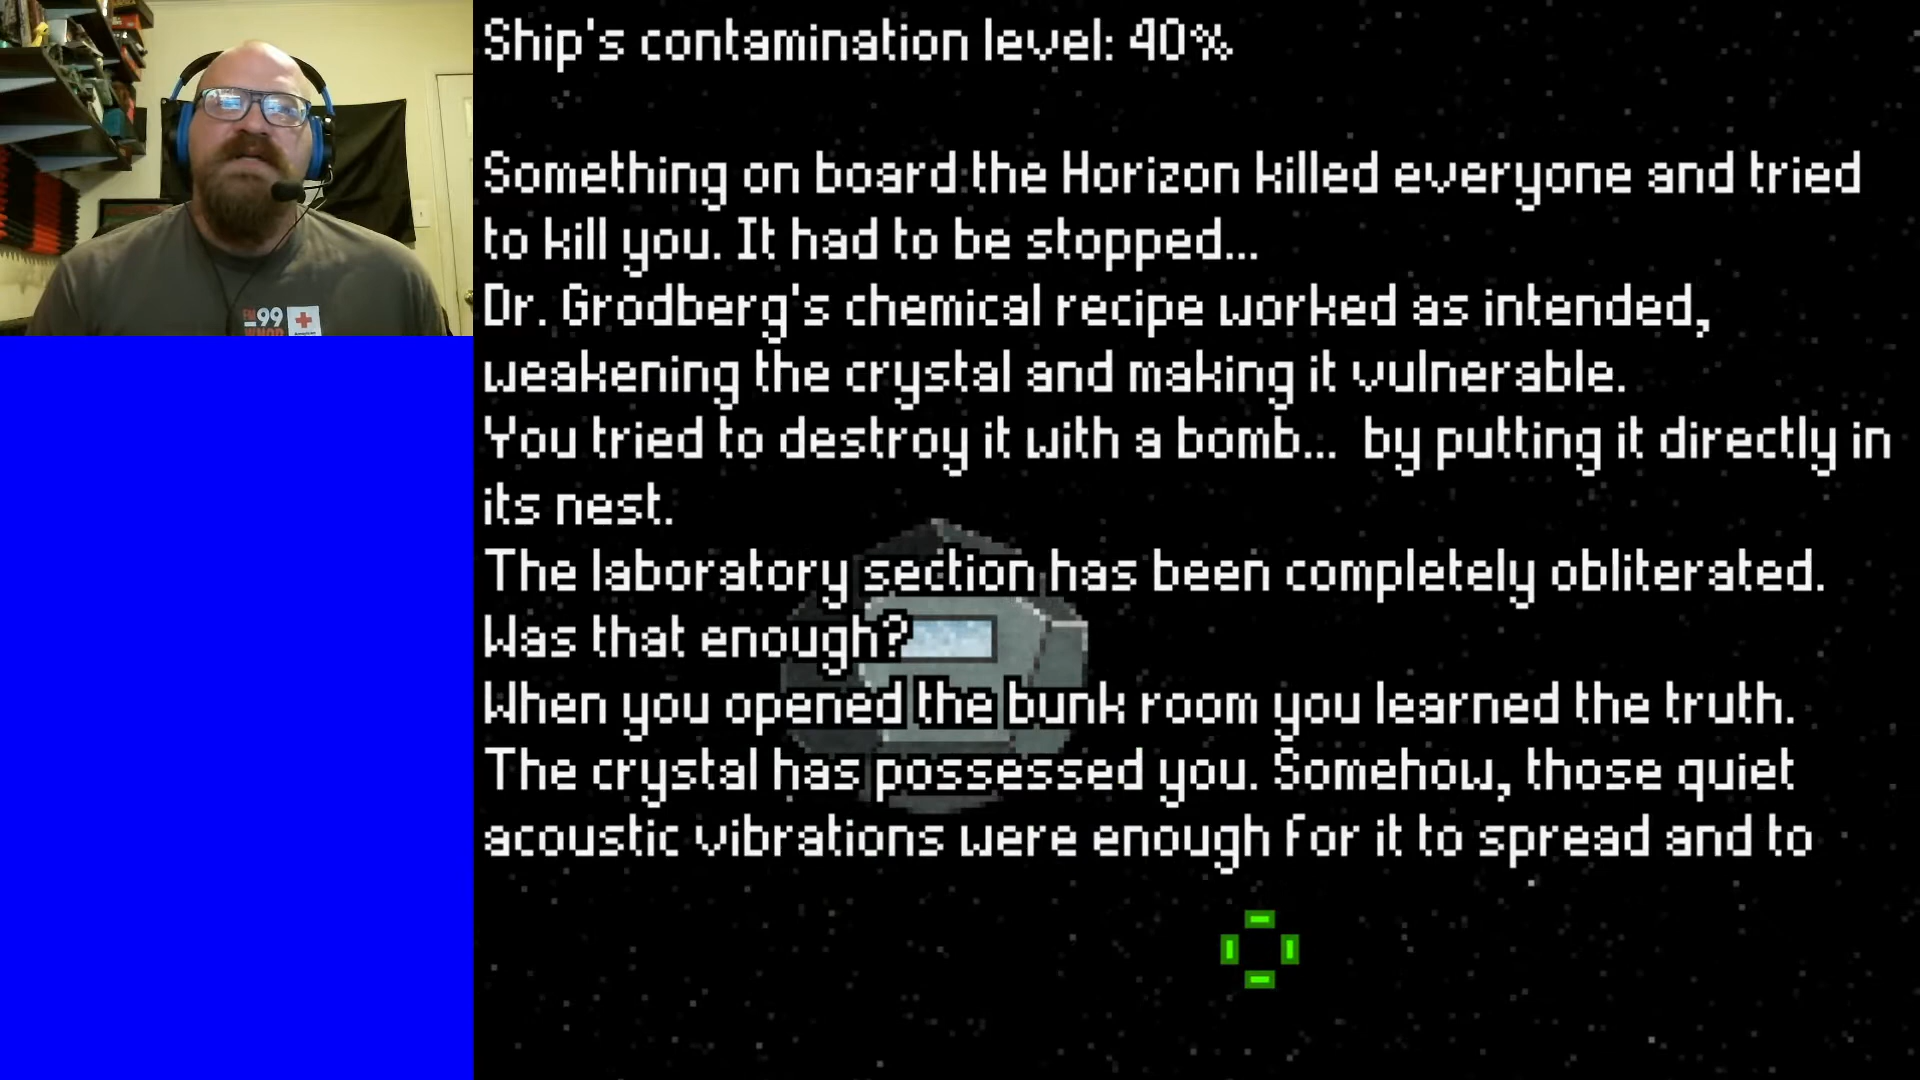 Ship's contamination level: 40%
Something on board the Horizon killed everyone and tried
to kill you. It had to be stopped...
Dr. Grodberg's chemical recipe worked as intended,
weakening the crystal and making it vulnerable.
You tried to destroy it with a bomb... by putting it directly in
its nest.
The laboratory section has been completely obliterated.
Was that enough?
When you opened the bunk room you learned the truth.
The crystal has possessed you. Somehow, those quiet
acoustic vibrations were enough for it to spread and to
FM99